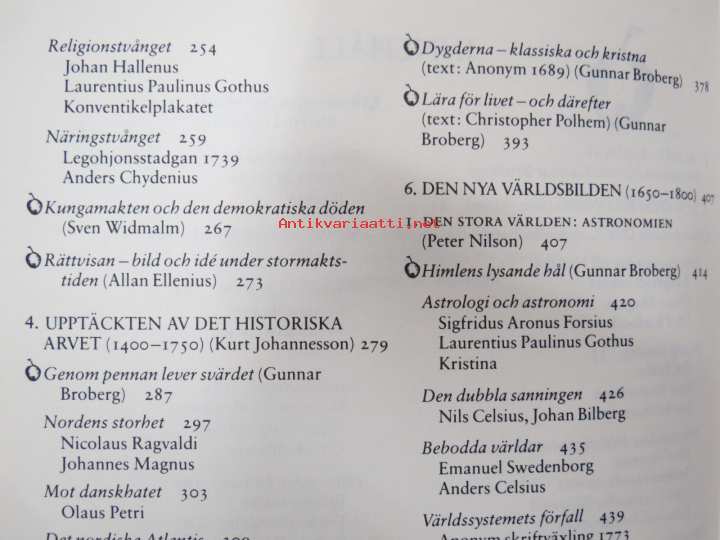 Religionstvånget 254
Johan Hallenus
Laurentius Paulinus Gothus
Konventikelplakatet
Näringstvånget 259
Legohjonsstadgan 1739
Anders Chydenius
Kungamakten och den demokratiska döden
(Sven Widmalm) 267
Rättvisan – bild och idé under stormakts-
tiden (Allan Ellenius) 273
4. UPPTÄCKTEN AV DET HISTORISKA
ARVET (1400–1750) (Kurt Johannesson) 279
Genom pennan lever svärdet (Gunnar
Broberg) 287
Nordens storhet 297
Nicolaus Ragvaldi
Johannes Magnus
Mot danskhatet 303
Olaus Petri
Det nordiska Atlantis
Dygderna – klassiska och kristna
(text: Anonym 1689) (Gunnar Broberg) 378
Lära för livet – och därefter
(text: Christopher Polhem) (Gunnar
Broberg) 393
6. DEN NYA VÄRLDSBILDEN (1650–1800) 407
1. DEN STORA VÄRLDEN: ASTRONOMIEN
(Peter Nilson) 407
Himlens lysande hål (Gunnar Broberg) 414
Astrologi och astronomi 420
Sigfridus Aronus Forsius
Laurentius Paulinus Gothus
Kristina
Den dubbla sanningen 426
Nils Celsius, Johan Bilberg
Bebodda världar 435
Emanuel Swedenborg
Anders Celsius
Världssystemets förfall 439
Anonym skriftväxling 1773
Antikvariaatti.net